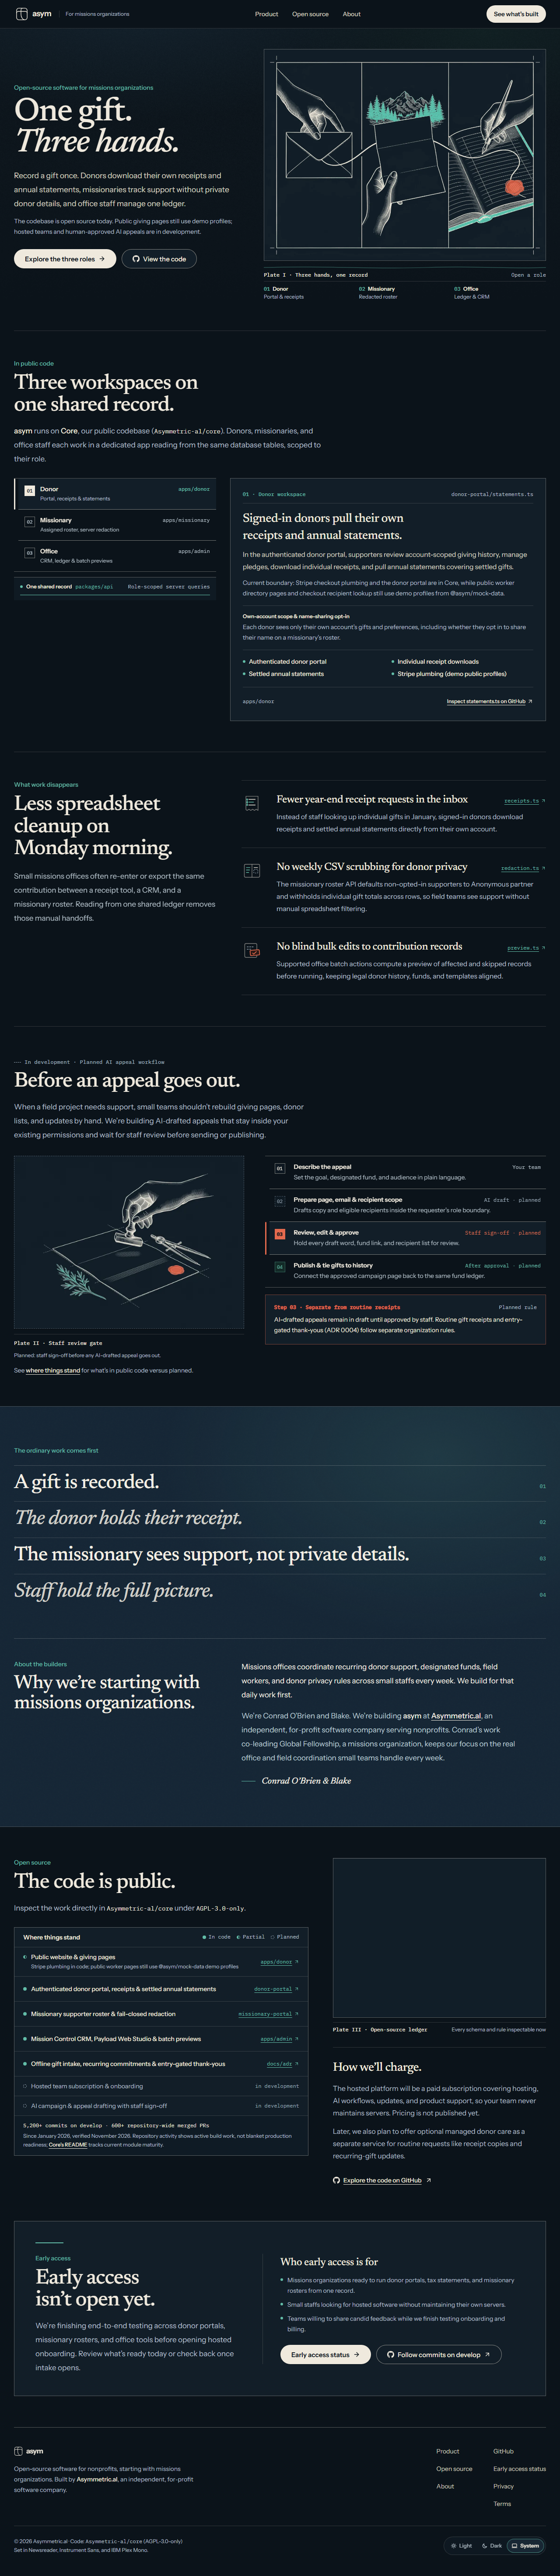 asym
For missions organizations
Product
Open source
About
See what's built
Open-source software for missions organizations
One gift.
Three hands.
Record a gift once. Donors download their own receipts and
annual statements, missionaries track support without private
donor details, and office staff manage one ledger.
The codebase is open source today. Public giving pages still use demo profiles;
hosted teams and human-approved AI appeals are in development.
Explore the three roles →
View the code
Plate I · Three hands, one record
Open a role
01 Donor
Portal & receipts
02 Missionary
Redacted roster
03 Office
Ledger & CRM
In public code
Three workspaces on
one shared record.
asym runs on Core, our public codebase (Asymmetric-al/core). Donors, missionaries, and
office staff each work in a dedicated app reading from the same database tables, scoped to
their role.
01 Donor apps/donor
Portal, receipts & statements
02 Missionary apps/missionary
Assigned roster, server redaction
03 Office apps/admin
CRM, ledger & batch previews
One shared record packages/api Role-scoped server queries
01 · Donor workspace donor-portal/statements.ts
Signed-in donors pull their own
receipts and annual statements.
In the authenticated donor portal, supporters review account-scoped giving history, manage
pledges, download individual receipts, and pull annual statements covering settled gifts.
Current boundary: Stripe checkout plumbing and the donor portal are in Core, while public worker
directory pages and checkout recipient lookup still use demo profiles from @asym/mock-data.
Own-account scope & name-sharing opt-in
Each donor sees only their own account's gifts and preferences, including whether they opt in to share
their name on a missionary's roster.
Authenticated donor portal
Individual receipt downloads
Settled annual statements
Stripe plumbing (demo public profiles)
apps/donor
Inspect statements.ts on GitHub ↗
What work disappears
Less spreadsheet
cleanup on
Monday morning.
Small missions offices often re-enter or export the same
contribution between a receipt tool, a CRM, and a
missionary roster. Reading from one shared ledger removes
those manual handoffs.
Fewer year-end receipt requests in the inbox
receipts.ts ↗
Instead of staff looking up individual gifts in January, signed-in donors download
receipts and settled annual statements directly from their own account.
No weekly CSV scrubbing for donor privacy
redaction.ts ↗
The missionary roster API defaults non-opted-in supporters to Anonymous partner
and withholds individual gift totals across rows, so field teams see support without
manual spreadsheet filtering.
No blind bulk edits to contribution records
preview.ts ↗
Supported office batch actions compute a preview of affected and skipped records
before running, keeping legal donor history, funds, and templates aligned.
In development · Planned AI appeal workflow
Before an appeal goes out.
When a field project needs support, small teams shouldn't rebuild giving pages, donor
lists, and updates by hand. We're building AI-drafted appeals that stay inside your
existing permissions and wait for staff review before sending or publishing.
Plate II · Staff review gate
Planned: staff sign-off before any AI-drafted appeal goes out.
See where things stand for what's in public code versus planned.
01 Describe the appeal Your team
Set the goal, designated fund, and audience in plain language.
02 Prepare page, email & recipient scope AI draft · planned
Drafts copy and eligible recipients inside the requester's role boundary.
03 Review, edit & approve Staff sign-off · planned
Hold every draft word, fund link, and recipient list for review.
04 Publish & tie gifts to history After approval · planned
Connect the approved campaign page back to the same fund ledger.
Step 03 · Separate from routine receipts Planned rule
AI-drafted appeals remain in draft until approved by staff. Routine gift receipts and entry-
gated thank-yous (ADR 0004) follow separate organization rules.
The ordinary work comes first
A gift is recorded. 01
The donor holds their receipt. 02
The missionary sees support, not private details. 03
Staff hold the full picture. 04
About the builders
Why we're starting with
missions organizations.
Missions offices coordinate recurring donor support, designated funds, field
workers, and donor privacy rules across small staffs every week. We build for that
daily work first.
We're Conrad O'Brien and Blake. We're building asym at Asymmetric.al, an
independent, for-profit software company serving nonprofits. Conrad's work
co-leading Global Fellowship, a missions organization, keeps our focus on the real
office and field coordination small teams handle every week.
Conrad O'Brien & Blake
Open source
The code is public.
Inspect the work directly in Asymmetric-al/core under AGPL-3.0-only.
Where things stand
In code
Partial
Planned
Public website & giving pages apps/donor ↗
Stripe plumbing in code; public worker pages still use @asym/mock-data demo profiles
Authenticated donor portal, receipts & settled annual statements donor-portal ↗
Missionary supporter roster & fail-closed redaction missionary-portal ↗
Mission Control CRM, Payload Web Studio & batch previews apps/admin ↗
Offline gift intake, recurring commitments & entry-gated thank-yous docs/adr ↗
Hosted team subscription & onboarding in development
AI campaign & appeal drafting with staff sign-off in development
5,200+ commits on develop · 600+ repository-wide merged PRs
Since January 2026, verified November 2026. Repository activity shows active build work, not blanket production
readiness; Core's README tracks current module maturity.
Plate III · Open-source ledger
Every schema and rule inspectable now
How we'll charge.
The hosted platform will be a paid subscription covering hosting,
AI workflows, updates, and product support, so your team never
maintains servers. Pricing is not published yet.
Later, we also plan to offer optional managed donor care as a
separate service for routine requests like receipt copies and
recurring-gift updates.
Explore the code on GitHub ↗
Early access
Early access
isn't open yet.
We're finishing end-to-end testing across donor portals,
missionary rosters, and office tools before opening hosted
onboarding. Review what's ready today or check back once
intake opens.
Who early access is for
Missions organizations ready to run donor portals, tax statements, and missionary
rosters from one record.
Small staffs looking for hosted software without maintaining their own servers.
Teams willing to share candid feedback while we finish testing onboarding and
billing.
Early access status →
Follow commits on develop ↗
asym
Open-source software for nonprofits, starting with missions
organizations. Built by Asymmetric.al, an independent, for-profit
software company.
Product
Open source
About
GitHub
Early access status
Privacy
Terms
© 2026 Asymmetric.al · Code: Asymmetric-al/core (AGPL-3.0-only)
Set in Newsreader, Instrument Sans, and IBM Plex Mono.
Light
Dark
System